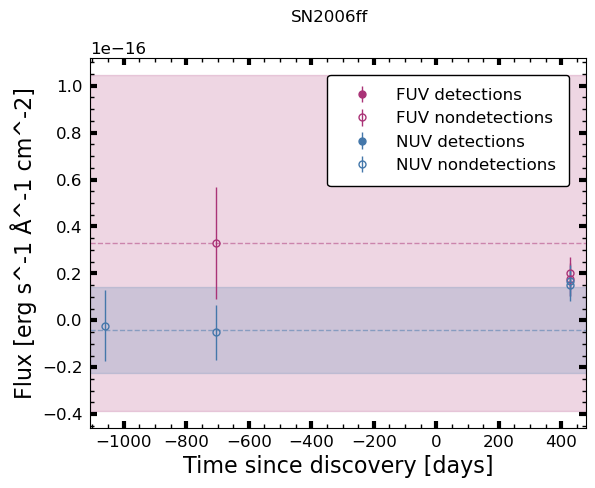 SN2006ff
1e−16
1.0
0.8
0.6
0.4
0.2
0.0
−0.2
−0.4
Flux [erg s^-1 Å^-1 cm^-2]
FUV detections
FUV nondetections
NUV detections
NUV nondetections
−1000 −800 −600 −400 −200 0 200 400
Time since discovery [days]